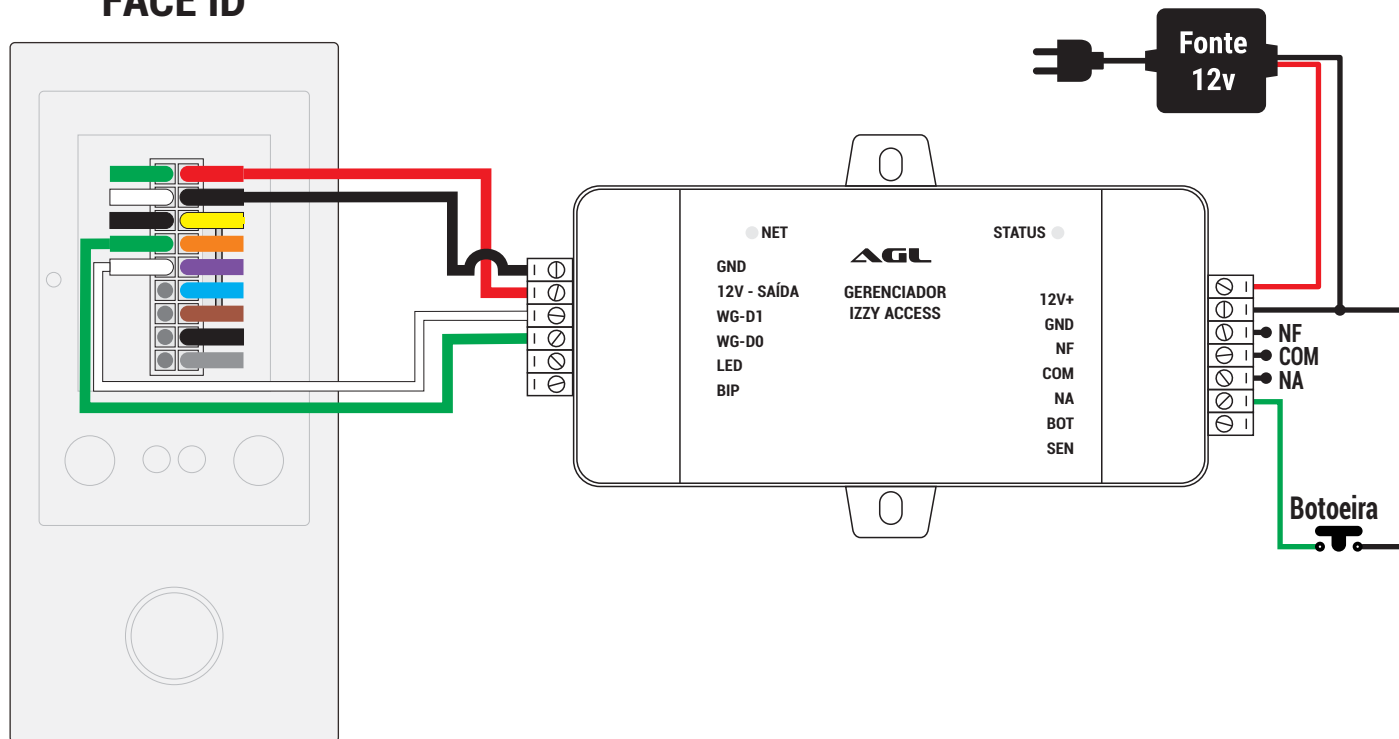 FACE ID
Fonte
12v
NET
STATUS
AGL
GERENCIADOR
IZZY ACCESS
GND
12V - SAÍDA
WG-D1
WG-D0
LED
BIP
12V+
GND
NF
COM
NA
BOT
SEN
NF
COM
NA
Botoeira